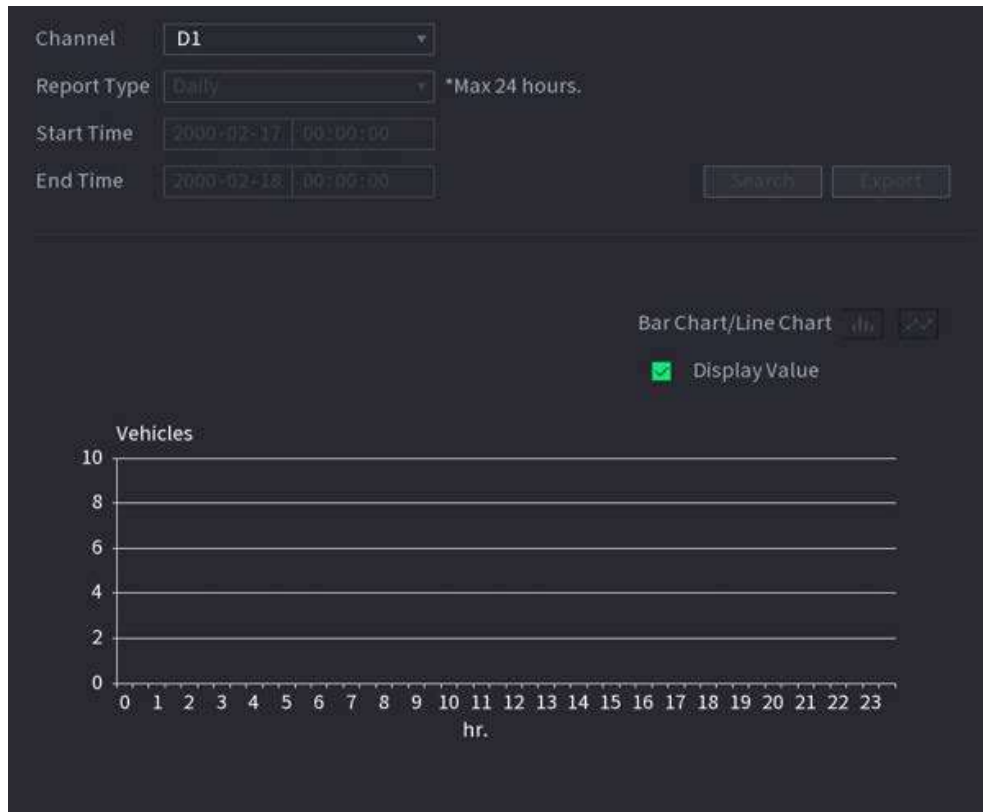 Channel D1
Report Type Daily *Max 24 hours.
Start Time 2000-02-17 00:00:00
End Time 2000-02-18 00:00:00 Search Export
Bar Chart/Line Chart
Display Value
Vehicles
10
8
6
4
2
0
0 1 2 3 4 5 6 7 8 9 10 11 12 13 14 15 16 17 18 19 20 21 22 23
hr.